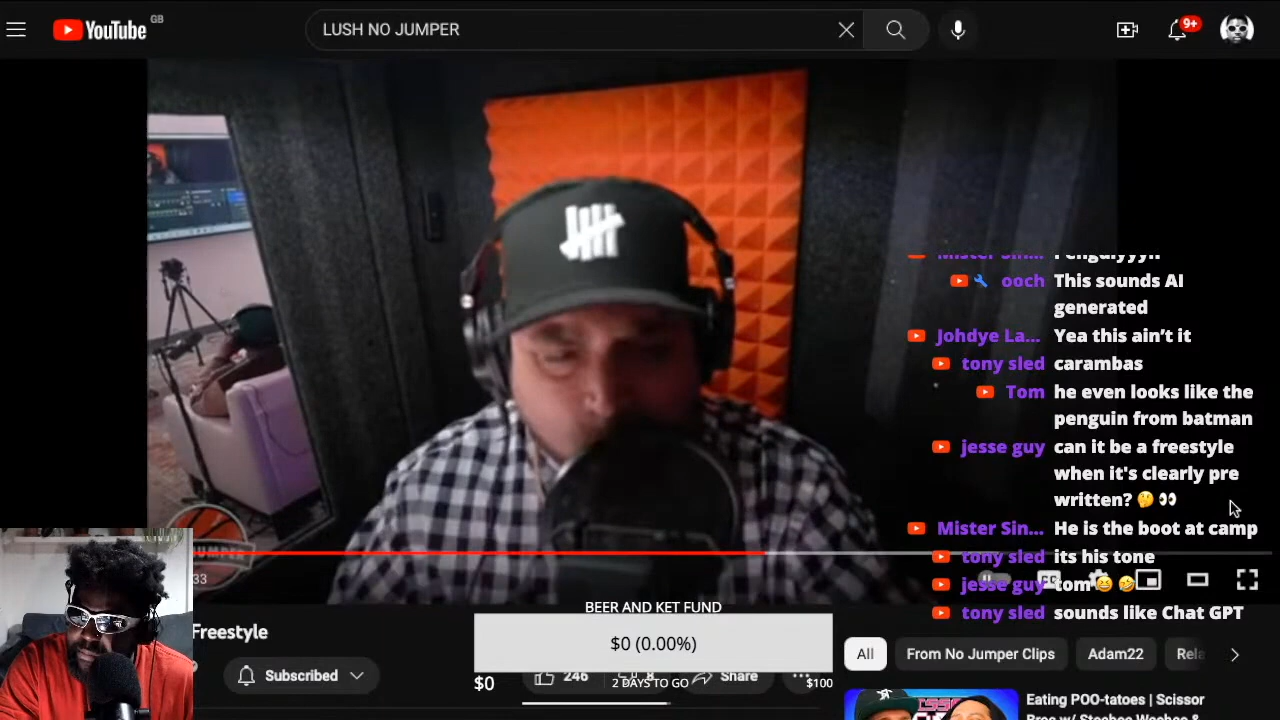 YouTube
GB
LUSH NO JUMPER
9+
ooch This sounds AI
generated
Johdye La... Yea this ain't it
tony sled carambas
Tom he even looks like the
penguin from batman
jesse guy can it be a freestyle
when it's clearly pre
written? 🤔 👀
Mister Sin... He is the boot at camp
tony sled its his tone
jesse guy tom😆 🤣
tony sled sounds like Chat GPT
JUMPER
33
Freestyle
Subscribed
BEER AND KET FUND
$0 (0.00%)
$0
2 DAYS TO GO
$100
246
8
Share
All
From No Jumper Clips
Adam22
Rela
Eating POO-tatoes | Scissor